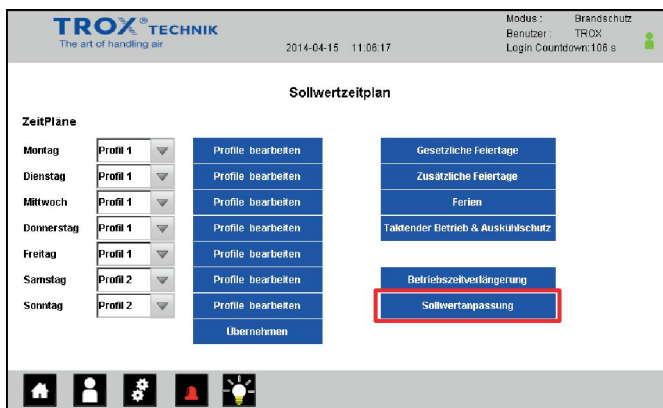 TROX® TECHNIK
The art of handling air
2014-04-15 11:06:17
Modus : Brandschutz
Benutzer : TROX
Login Countdown:106 s
Sollwertzeitplan
ZeitPläne
Montag Profil 1 Profile bearbeiten Gesetzliche Feiertage
Dienstag Profil 1 Profile bearbeiten Zusätzliche Feiertage
Mittwoch Profil 1 Profile bearbeiten Ferien
Donnerstag Profil 1 Profile bearbeiten Taktender Betrieb & Auskühlschutz
Freitag Profil 1 Profile bearbeiten
Samstag Profil 2 Profile bearbeiten Betriebszeitverlängerung
Sonntag Profil 2 Profile bearbeiten Sollwertanpassung
Übernehmen